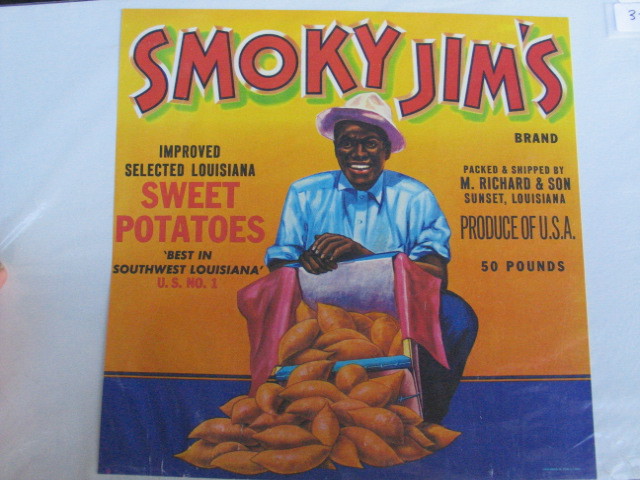 SMOKY JIM'S
BRAND
IMPROVED
SELECTED LOUISIANA
SWEET
POTATOES
'BEST IN
SOUTHWEST LOUISIANA'
U. S. NO. 1
PACKED & SHIPPED BY
M. RICHARD & SON
SUNSET, LOUISIANA
PRODUCE OF U.S.A.
50 POUNDS